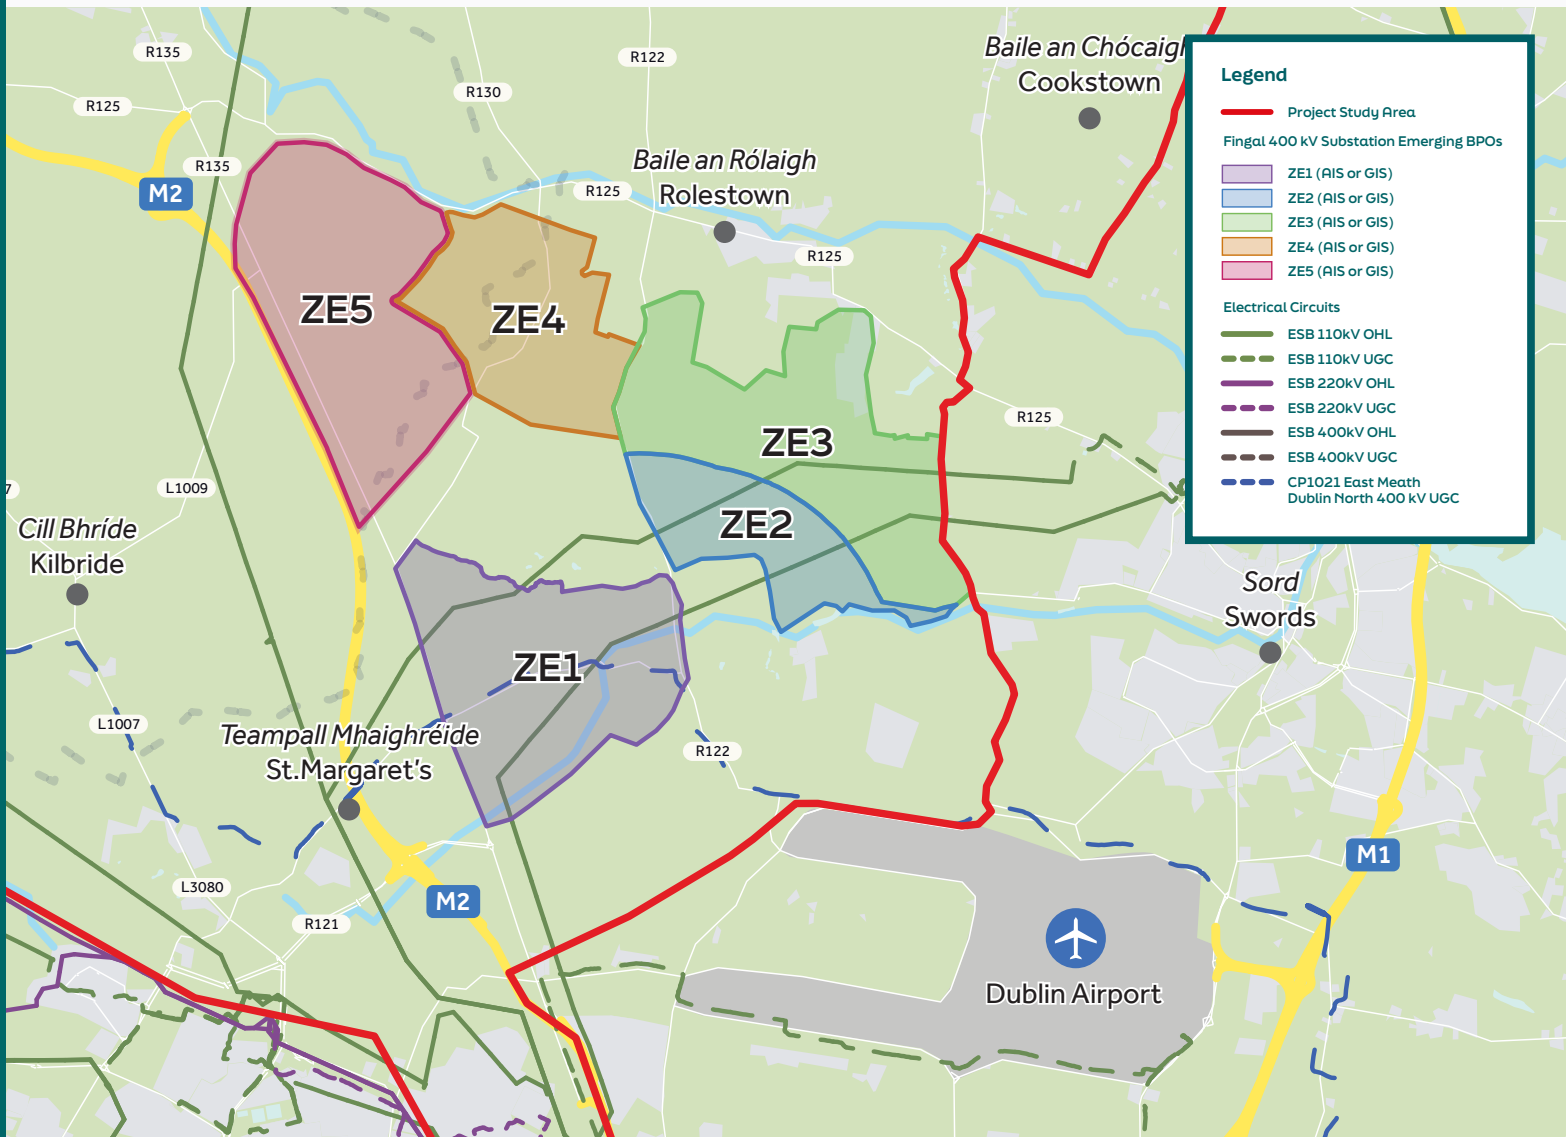 R135
R125
R135
M2
R130
R122
Baile an Rólaigh
Rolestown
R125
R125
Baile an Chócaigh
Cookstown
R125
ZE5
ZE4
ZE3
ZE2
ZE1
L1009
7
Cill Bhríde
Kilbride
L1007
Teampall Mhaighréide
St.Margaret's
L3080
R121
M2
R122
Sord
Swords
M1
Dublin Airport
Legend
Project Study Area
Fingal 400 kV Substation Emerging BPOs
ZE1 (AIS or GIS)
ZE2 (AIS or GIS)
ZE3 (AIS or GIS)
ZE4 (AIS or GIS)
ZE5 (AIS or GIS)
Electrical Circuits
ESB 110kV OHL
ESB 110kV UGC
ESB 220kV OHL
ESB 220kV UGC
ESB 400kV OHL
ESB 400kV UGC
CP1021 East Meath
Dublin North 400 kV UGC